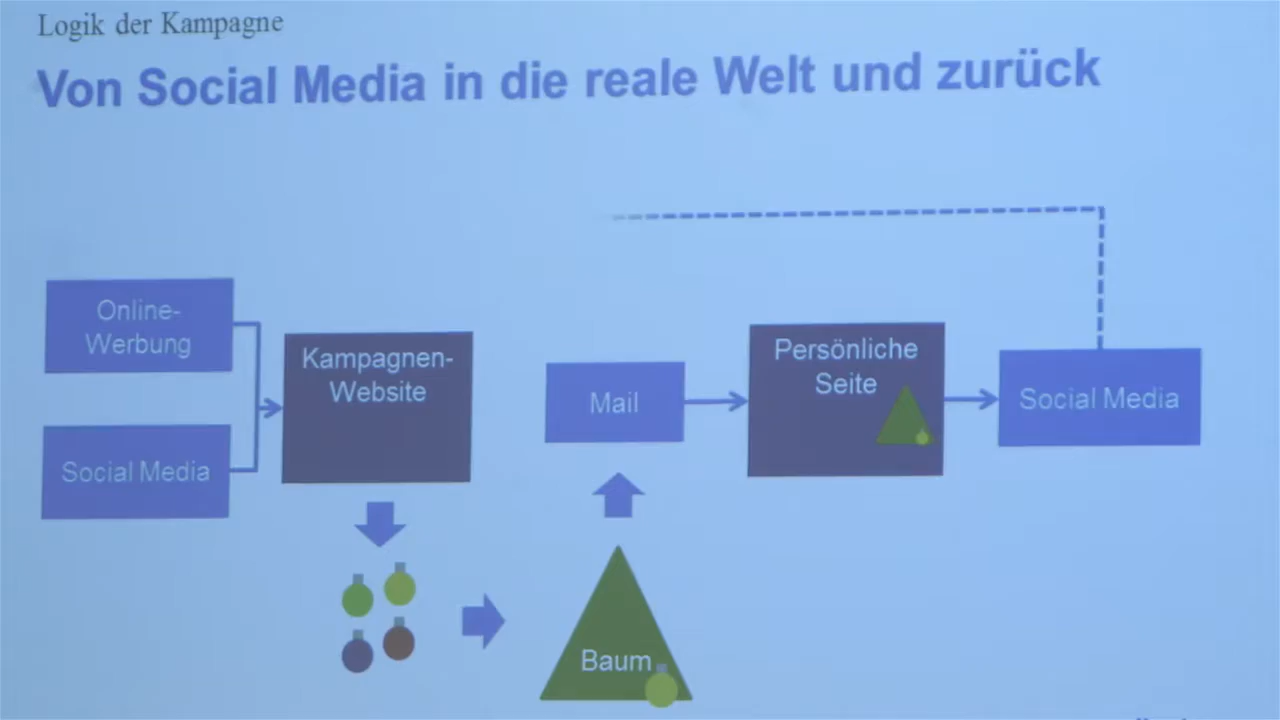 Logik der Kampagne
Von Social Media in die reale Welt und zurück
Online-
Werbung
Social Media
Kampagnen-
Website
Mail
Persönliche
Seite
Social Media
Baum